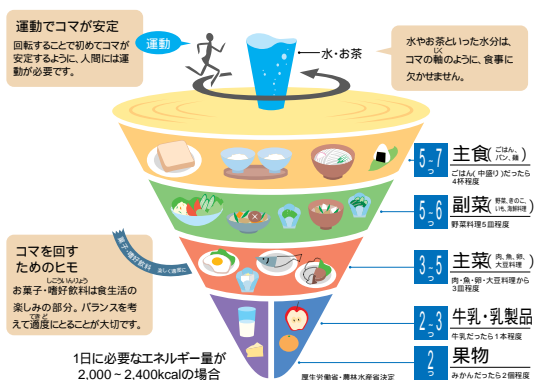 運動でコマが安定
回転することで初めてコマが
安定するように、人間には運
動が必要です。
運動
水・お茶
水やお茶といった水分は、
コマの軸のように、食事に
じく
欠かせません。
5-7
つ
主食(ごはん、パン、麺)
ごはん(中盛り)だったら
4杯程度
5-6
つ
副菜(野菜、きのこ、いも、海藻料理)
野菜料理5皿程度
3-5
つ
主菜(肉、魚、卵、大豆料理)
肉・魚・卵・大豆料理から
3皿程度
2-3
つ
牛乳・乳製品
牛乳だったら1本程度
2
つ
果物
みかんだったら2個程度
菓子・嗜好飲料 楽しく適度に
コマを回す
ためのヒモ
しこういんりょう
お菓子・嗜好飲料は食生活の
楽しみの部分。バランスを考
てきど
えて適度にとることが大切です。
1日に必要なエネルギー量が
2,000~2,400kcalの場合
厚生労働省・農林水産省決定